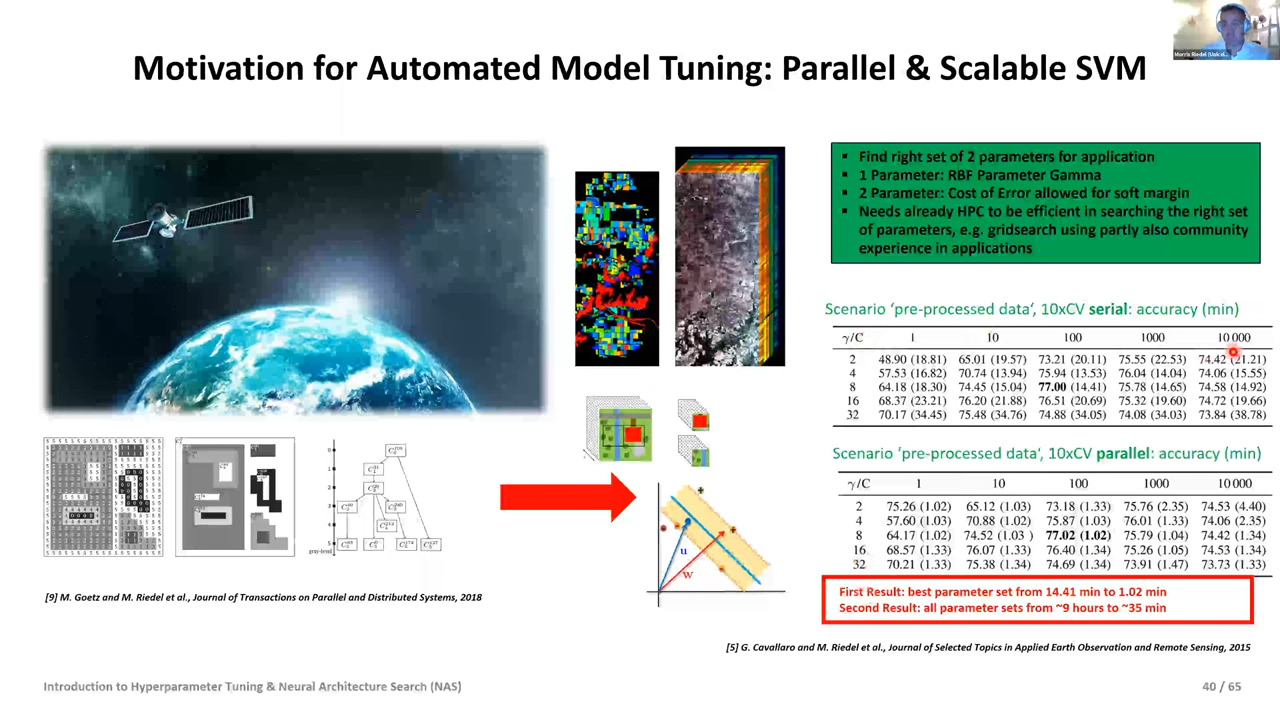 Morris Riedel (Uni
Motivation for Automated Model Tuning: Parallel & Scalable SVM
▪ Find right set of 2 parameters for application
▪ 1 Parameter: RBF Parameter Gamma
▪ 2 Parameter: Cost of Error allowed for soft margin
▪ Needs already HPC to be efficient in searching the right set
of parameters, e.g. gridsearch using partly also community
experience in applications
Scenario ‘pre-processed data‘, 10xCV serial: accuracy (min)
γ/C 1 10 100 1000 10 000
2 48.90 (18.81) 65.01 (19.57) 73.21 (20.11) 75.55 (22.53) 74.42 (21.21)
4 57.53 (16.82) 70.74 (13.94) 75.94 (13.53) 76.04 (14.04) 74.06 (15.55)
8 64.18 (18.30) 74.45 (15.04) 77.00 (14.41) 75.78 (14.65) 74.58 (14.92)
16 68.37 (23.21) 76.20 (21.88) 76.51 (20.69) 75.32 (19.60) 74.72 (19.66)
32 70.17 (34.45) 75.48 (34.76) 74.88 (34.05) 74.08 (34.03) 73.84 (38.78)
Scenario ‘pre-processed data‘, 10xCV parallel: accuracy (min)
γ/C 1 10 100 1000 10 000
2 75.26 (1.02) 65.12 (1.03) 73.18 (1.33) 75.76 (2.35) 74.53 (4.40)
4 57.60 (1.03) 70.88 (1.02) 75.87 (1.03) 76.01 (1.33) 74.06 (2.35)
8 64.17 (1.02) 74.52 (1.03 ) 77.02 (1.02) 75.79 (1.04) 74.42 (1.34)
16 68.57 (1.33) 76.07 (1.33) 76.40 (1.34) 75.26 (1.05) 74.53 (1.34)
32 70.21 (1.33) 75.38 (1.34) 74.69 (1.34) 73.91 (1.47) 73.73 (1.33)
u
w
gray-level
First Result: best parameter set from 14.41 min to 1.02 min
Second Result: all parameter sets from ~9 hours to ~35 min
[9] M. Goetz and M. Riedel et al., Journal of Transactions on Parallel and Distributed Systems, 2018
[5] G. Cavallaro and M. Riedel et al., Journal of Selected Topics in Applied Earth Observation and Remote Sensing, 2015
Introduction to Hyperparameter Tuning & Neural Architecture Search (NAS)
40 / 65